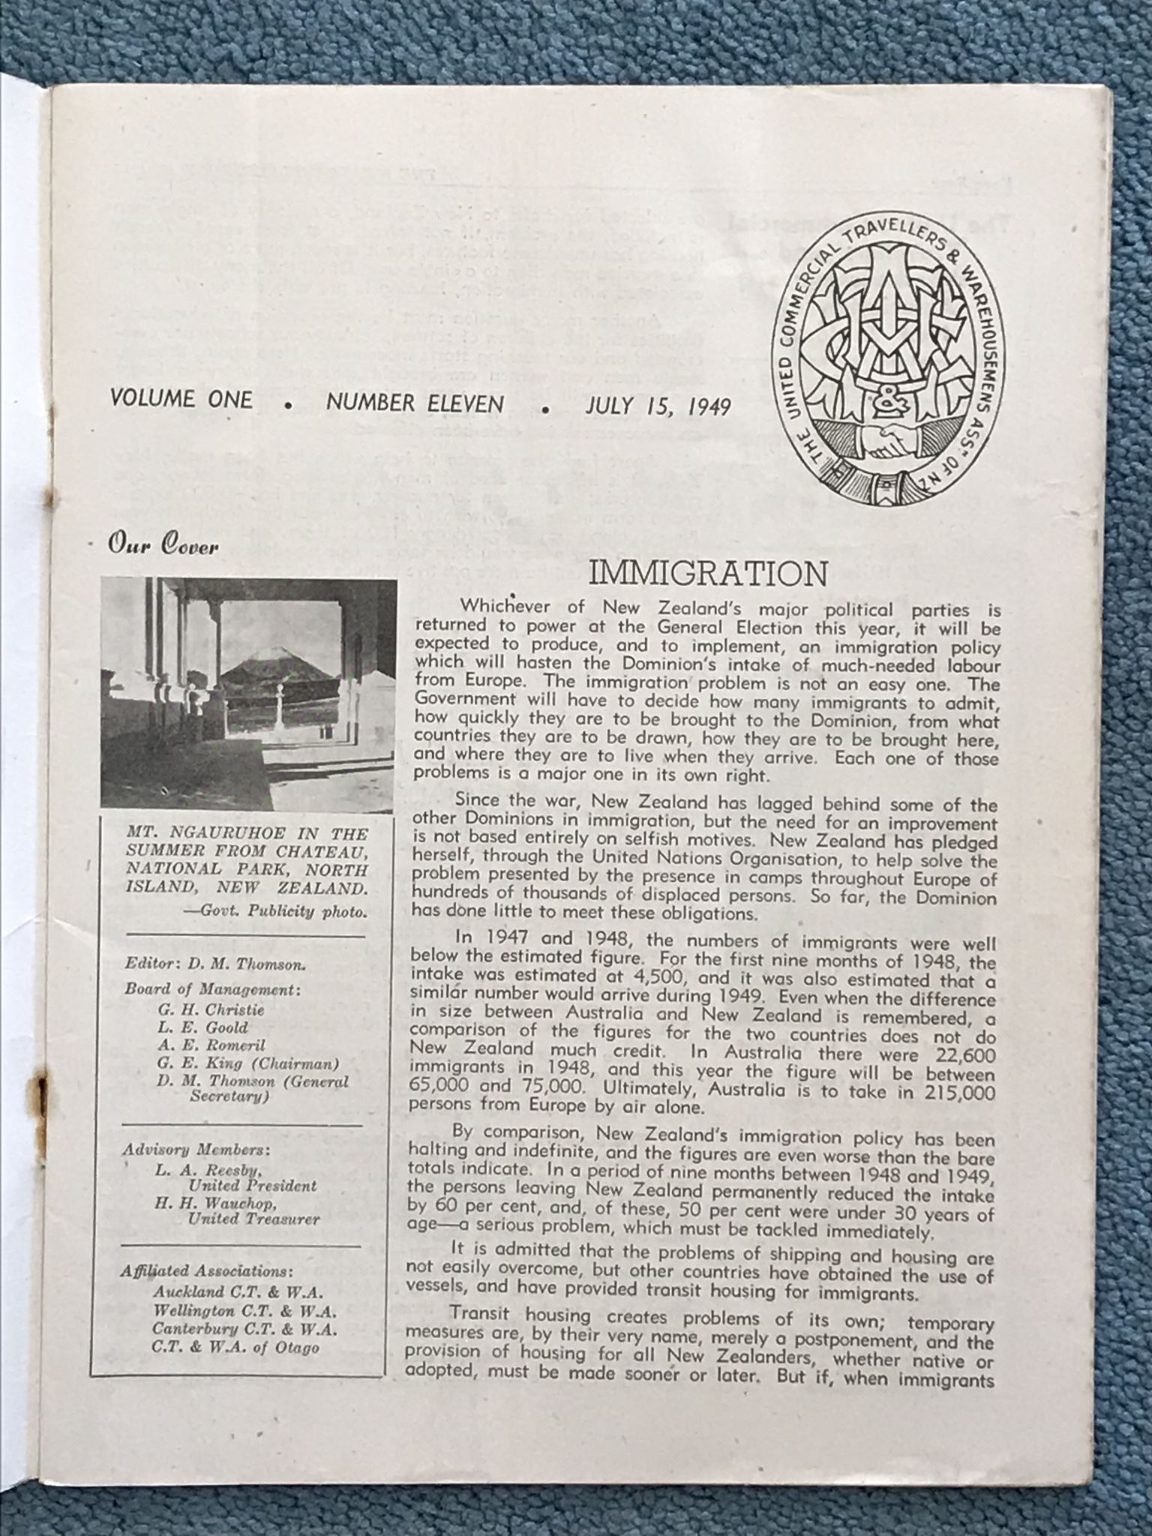 THE UNITED COMMERCIAL TRAVELLERS & WAREHOUSEMENS ASSN OF NZ
VOLUME ONE . NUMBER ELEVEN . JULY 15, 1949
Our Cover
MT. NGAURUHOE IN THE
SUMMER FROM CHATEAU,
NATIONAL PARK, NORTH
ISLAND, NEW ZEALAND.
—Govt. Publicity photo.
Editor: D. M. Thomson.
Board of Management:
G. H. Christie
L. E. Goold
A. E. Romeril
G. E. King (Chairman)
D. M. Thomson (General
Secretary)
Advisory Members:
L. A. Reesby,
United President
H. H. Wauchop,
United Treasurer
Affiliated Associations:
Auckland C.T. & W.A.
Wellington C.T. & W.A.
Canterbury C.T. & W.A.
C.T. & W.A. of Otago
IMMIGRATION
Whichever of New Zealand's major political parties is
returned to power at the General Election this year, it will be
expected to produce, and to implement, an immigration policy
which will hasten the Dominion's intake of much-needed labour
from Europe. The immigration problem is not an easy one. The
Government will have to decide how many immigrants to admit,
how quickly they are to be brought to the Dominion, from what
countries they are to be drawn, how they are to be brought here,
and where they are to live when they arrive. Each one of those
problems is a major one in its own right.
Since the war, New Zealand has lagged behind some of the
other Dominions in immigration, but the need for an improvement
is not based entirely on selfish motives. New Zealand has pledged
herself, through the United Nations Organisation, to help solve the
problem presented by the presence in camps throughout Europe of
hundreds of thousands of displaced persons. So far, the Dominion
has done little to meet these obligations.
In 1947 and 1948, the numbers of immigrants were well
below the estimated figure. For the first nine months of 1948, the
intake was estimated at 4,500, and it was also estimated that a
similar number would arrive during 1949. Even when the difference
in size between Australia and New Zealand is remembered, a
comparison of the figures for the two countries does not do
New Zealand much credit. In Australia there were 22,600
immigrants in 1948, and this year the figure will be between
65,000 and 75,000. Ultimately, Australia is to take in 215,000
persons from Europe by air alone.
By comparison, New Zealand's immigration policy has been
halting and indefinite, and the figures are even worse than the bare
totals indicate. In a period of nine months between 1948 and 1949,
the persons leaving New Zealand permanently reduced the intake
by 60 per cent, and, of these, 50 per cent were under 30 years of
age—a serious problem, which must be tackled immediately.
It is admitted that the problems of shipping and housing are
not easily overcome, but other countries have obtained the use of
vessels, and have provided transit housing for immigrants.
Transit housing creates problems of its own; temporary
measures are, by their very name, merely a postponement, and the
provision of housing for all New Zealanders, whether native or
adopted, must be made sooner or later. But if, when immigrants